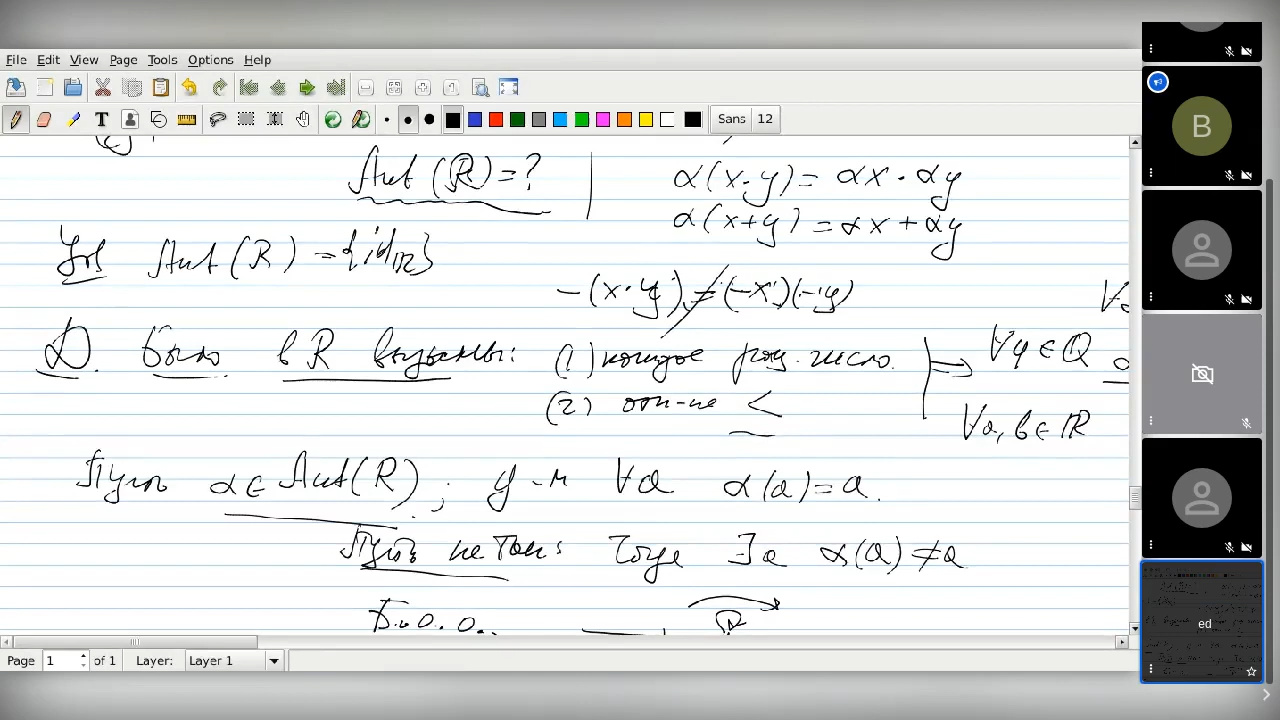 File Edit View Page Tools Options Help
Sans 12
Aut(ℝ)=?
α(x·y)=αx·αy
α(x+y)=αx+αy
Утв Aut(ℝ)={id_ℝ}
-(x·y)≠(-x)(-y)
D. Было в ℝ выразимы: (1) каждое рац. число.
(2) отн-ие <
⇒ ∀q∈ℚ α
∀a,b∈ℝ
Пусть α∈Aut(ℝ); у-м ∀a α(a)=a.
Пусть не так: Тогда ∃a α(a)≠a
Б.о.о.
Page 1 of 1 Layer: Layer 1
B
ed